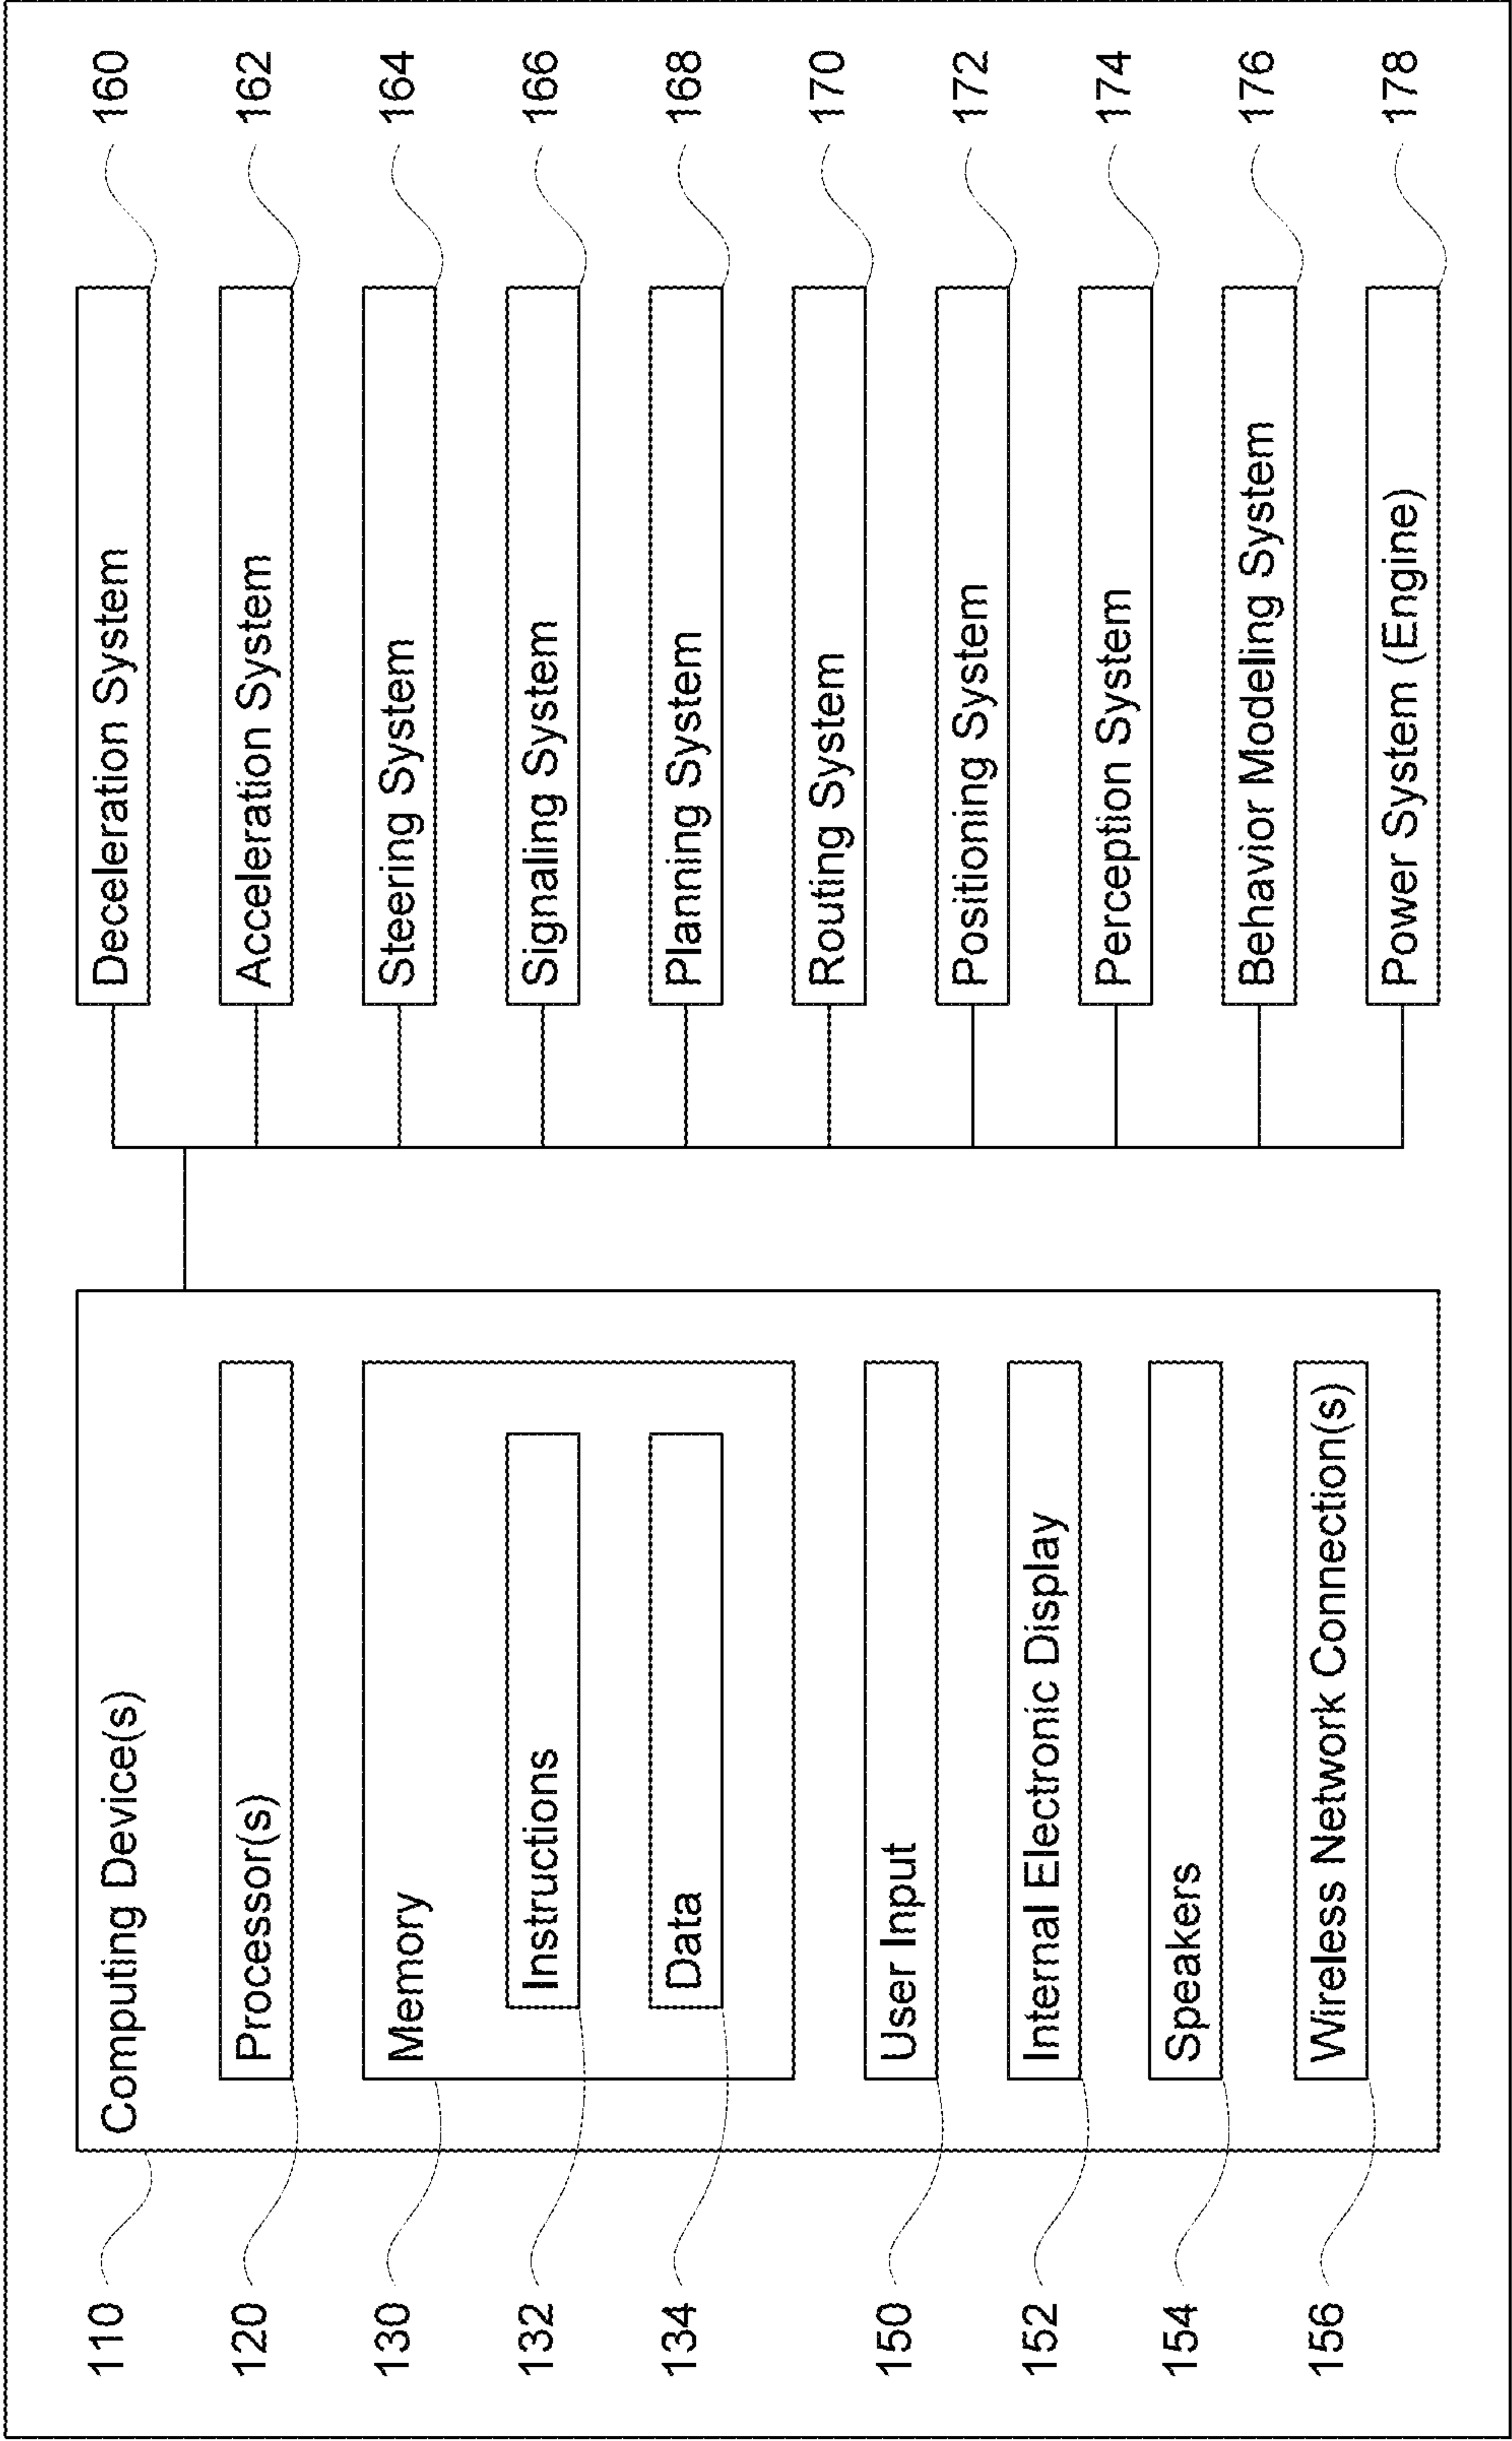 110
Computing Device(s)
120
Processor(s)
130
Memory
132
Instructions
134
Data
150
User Input
152
Internal Electronic Display
154
Speakers
156
Wireless Network Connection(s)
Deceleration System
160
Acceleration System
162
Steering System
164
Signaling System
166
Planning System
168
Routing System
170
Positioning System
172
Perception System
174
Behavior Modeling System
176
Power System (Engine)
178